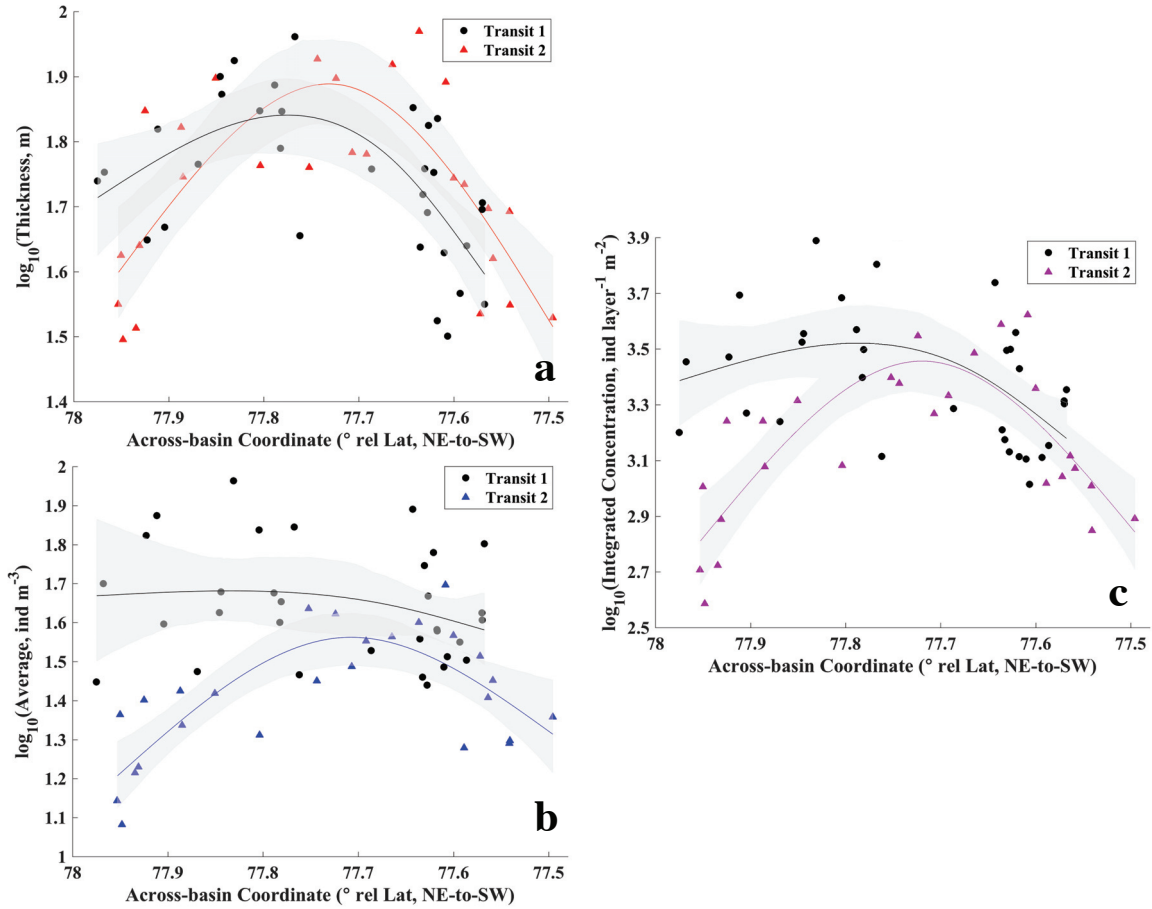 2
1.9
1.8
1.7
1.6
1.5
1.4
log10(Thickness, m)
Transit 1
Transit 2
a
78
77.9
77.8
77.7
77.6
77.5
Across-basin Coordinate (° rel Lat, NE-to-SW)
2
1.9
1.8
1.7
1.6
1.5
1.4
1.3
1.2
1.1
1
log10(Average, ind m-3)
Transit 1
Transit 2
b
78
77.9
77.8
77.7
77.6
77.5
Across-basin Coordinate (° rel Lat, NE-to-SW)
3.9
3.7
3.5
3.3
3.1
2.9
2.7
2.5
log10(Integrated Concentration, ind layer-1 m-2)
Transit 1
Transit 2
c
78
77.9
77.8
77.7
77.6
77.5
Across-basin Coordinate (° rel Lat, NE-to-SW)